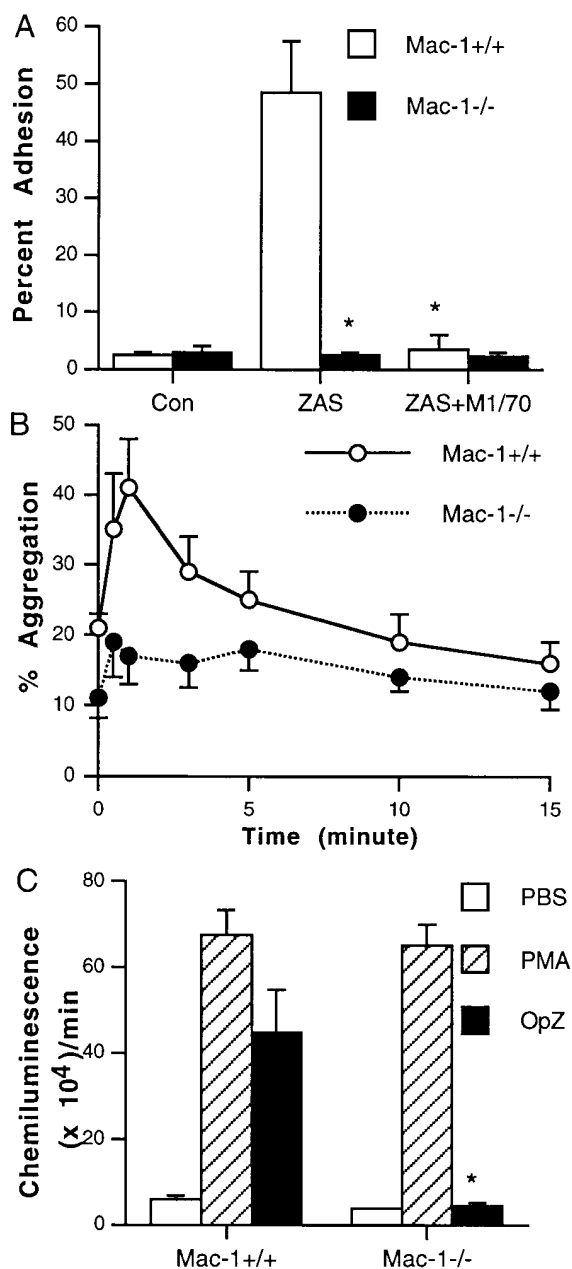 A
60
50
40
30
20
10
0
Percent Adhesion
Mac-1+/+
Mac-1-/-
*
*
Con ZAS ZAS+M1/70
B
50
40
30
20
10
0
% Aggregation
Mac-1+/+
Mac-1-/-
0 5 10 15
Time (minute)
C
80
60
40
20
0
Chemiluminescence
(x 10⁴)/min
PBS
PMA
OpZ
*
Mac-1+/+ Mac-1-/-